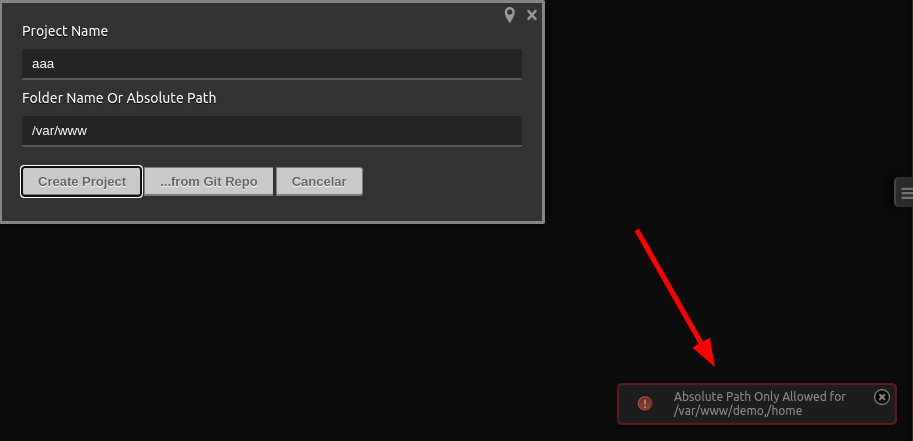 Project Name
aaa
Folder Name Or Absolute Path
/var/www
Create Project
...from Git Repo
Cancelar
Absolute Path Only Allowed for
/var/www/demo,/home